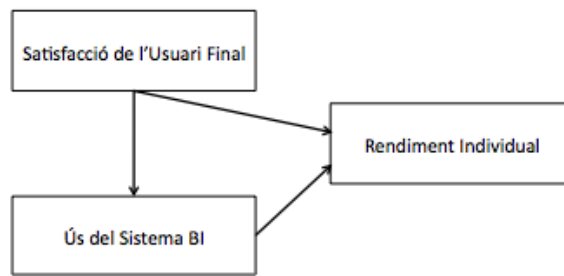 Satisfacció de l'Usuari Final
Rendiment Individual
Ús del Sistema BI